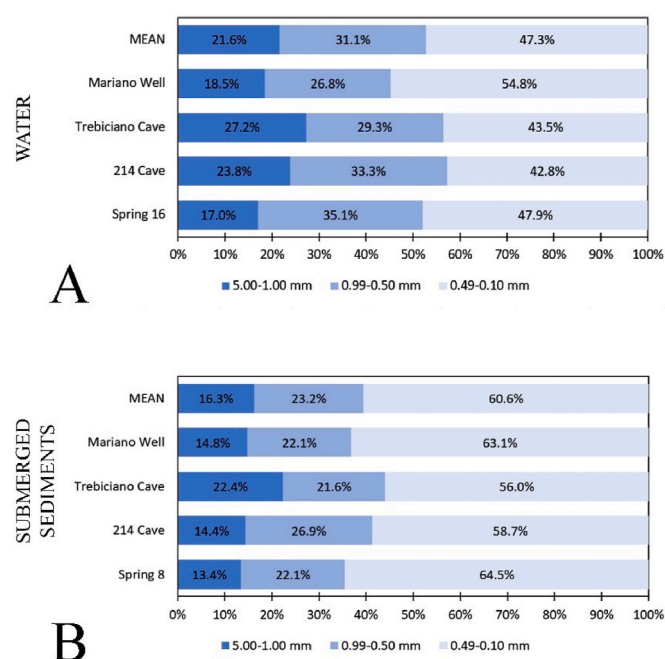 WATER
MEAN 21.6% 31.1% 47.3%
Mariano Well 18.5% 26.8% 54.8%
Trebiciano Cave 27.2% 29.3% 43.5%
214 Cave 23.8% 33.3% 42.8%
Spring 16 17.0% 35.1% 47.9%
0% 10% 20% 30% 40% 50% 60% 70% 80% 90% 100%
A
5.00-1.00 mm 0.99-0.50 mm 0.49-0.10 mm
SUBMERGED
SEDIMENTS
MEAN 16.3% 23.2% 60.6%
Mariano Well 14.8% 22.1% 63.1%
Trebiciano Cave 22.4% 21.6% 56.0%
214 Cave 14.4% 26.9% 58.7%
Spring 8 13.4% 22.1% 64.5%
0% 10% 20% 30% 40% 50% 60% 70% 80% 90% 100%
B
5.00-1.00 mm 0.99-0.50 mm 0.49-0.10 mm